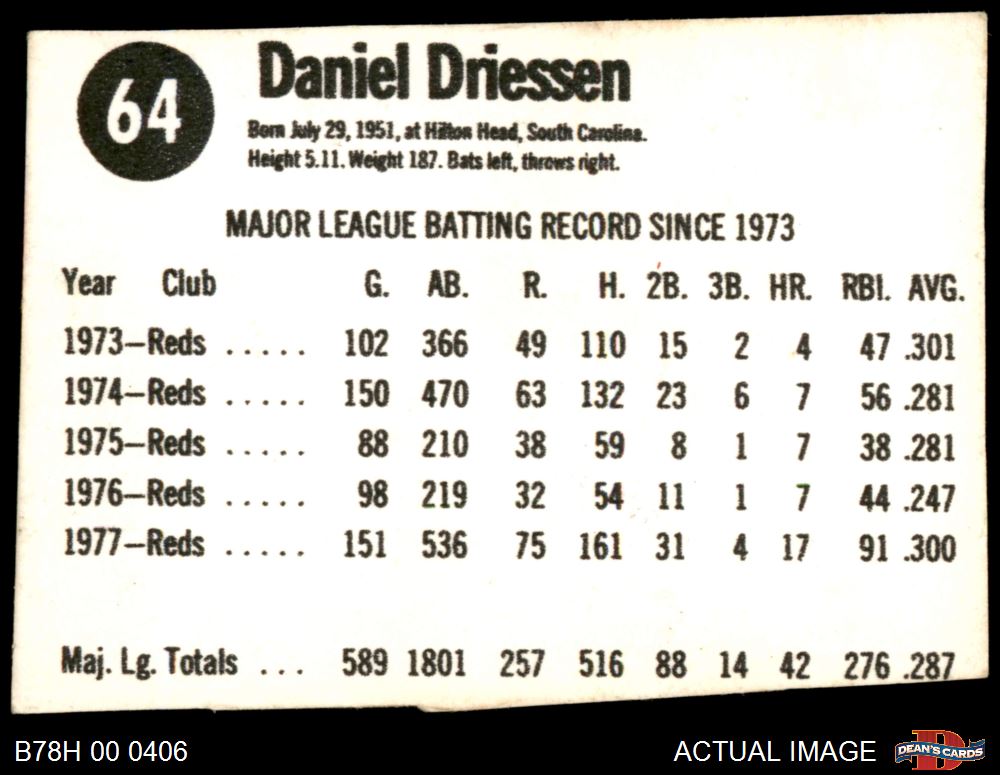 64
Daniel Driessen
Born July 29, 1951, at Hilton Head, South Carolina.
Height 5.11. Weight 187. Bats left, throws right.
MAJOR LEAGUE BATTING RECORD SINCE 1973
Year Club G. AB. R. H. 2B. 3B. HR. RBI. AVG.
1973—Reds ..... 102 366 49 110 15 2 4 47 .301
1974—Reds ..... 150 470 63 132 23 6 7 56 .281
1975—Reds ..... 88 210 38 59 8 1 7 38 .281
1976—Reds ..... 98 219 32 54 11 1 7 44 .247
1977—Reds ..... 151 536 75 161 31 4 17 91 .300
Maj. Lg. Totals ... 589 1801 257 516 88 14 42 276 .287
B78H 00 0406 ACTUAL IMAGE DEAN'S CARDS